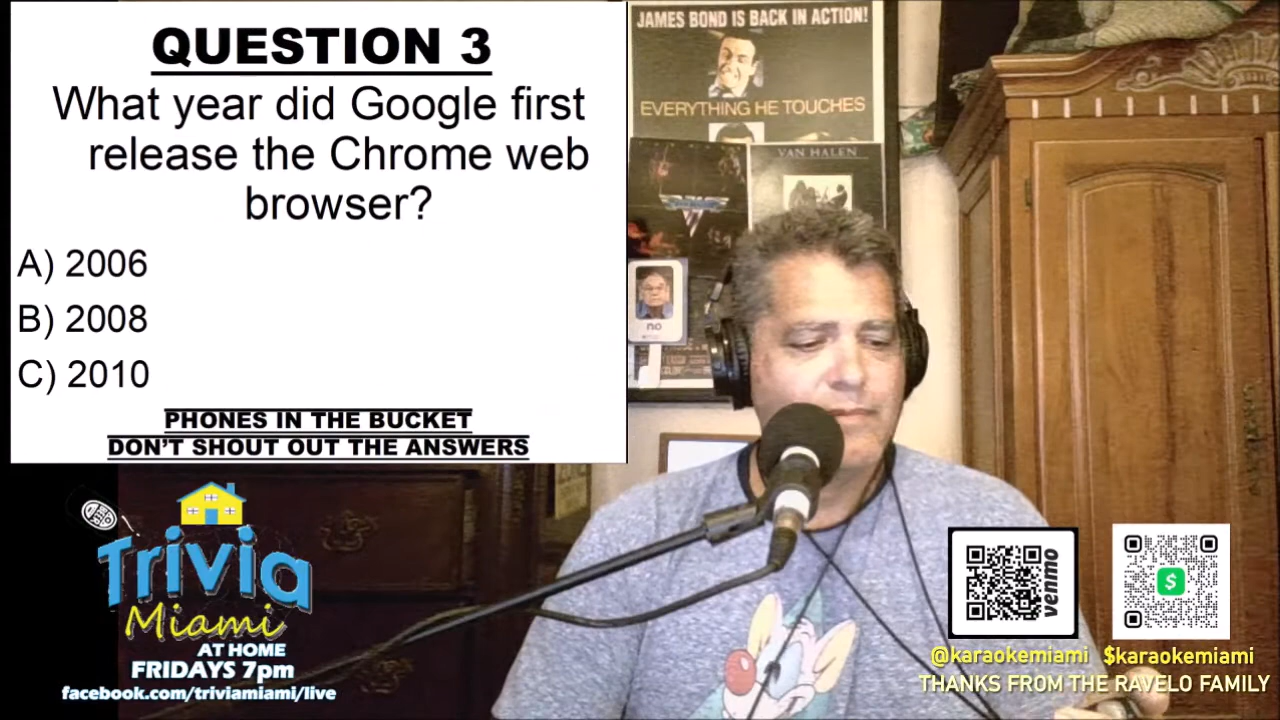 QUESTION 3
What year did Google first
release the Chrome web
browser?
A) 2006
B) 2008
C) 2010
PHONES IN THE BUCKET
DON'T SHOUT OUT THE ANSWERS
JAMES BOND IS BACK IN ACTION!
EVERYTHING HE TOUCHES
VAN HALEN
no
Trivia
Miami
AT HOME
FRIDAYS 7pm
facebook.com/triviamiami/live
venmo
$
@karaokemiami $karaokemiami
THANKS FROM THE RAVELO FAMILY